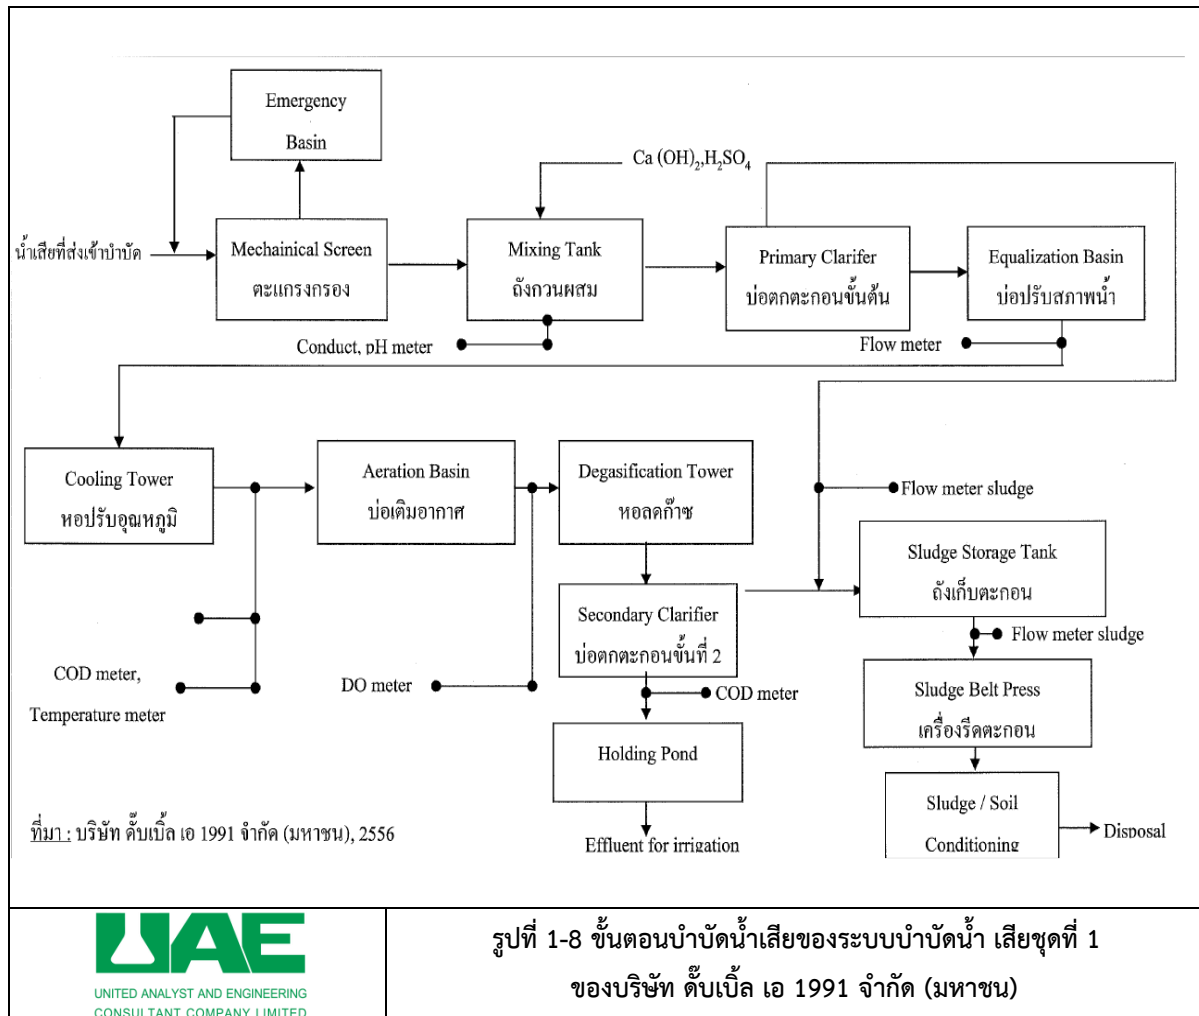 Emergency
Basin
Ca (OH)2,H2SO4
น้ำเสียที่ส่งเข้าบำบัด
Mechainical Screen
ตะแกรงกรอง
Mixing Tank
ถังกวนผสม
Primary Clarifer
บ่อตกตะกอนขั้นต้น
Equalization Basin
บ่อปรับสภาพน้ำ
Conduct, pH meter
Flow meter
Cooling Tower
หอปรับอุณหภูมิ
Aeration Basin
บ่อเติมอากาศ
Degasification Tower
หอลดก๊าซ
Flow meter sludge
Sludge Storage Tank
ถังเก็บตะกอน
Secondary Clarifier
บ่อตกตะกอนขั้นที่ 2
Flow meter sludge
COD meter,
Temperature meter
DO meter
COD meter
Sludge Belt Press
เครื่องรีดตะกอน
Holding Pond
Sludge / Soil
Conditioning
Disposal
Effluent for irrigation
ที่มา : บริษัท ดั๊บเบิ้ล เอ 1991 จำกัด (มหาชน), 2556
UAE
UNITED ANALYST AND ENGINEERING
CONSULTANT COMPANY LIMITED
รูปที่ 1-8 ขั้นตอนบำบัดน้ำเสียของระบบบำบัดน้ำ เสียชุดที่ 1
ของบริษัท ดั๊บเบิ้ล เอ 1991 จำกัด (มหาชน)